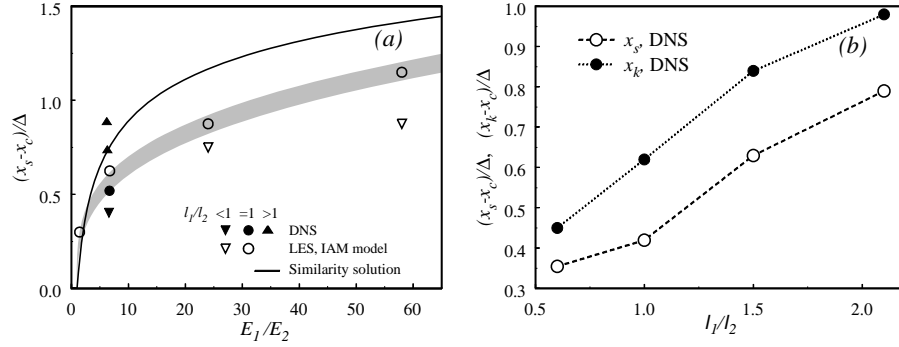 1.5
1.0
0.5
0.0
(x_s-x_c)/Δ
(a)
l_1/l_2 <1 =1 >1
DNS
LES, IAM model
Similarity solution
0 10 20 30 40 50 60
E_1/E_2
1.0
0.9
0.8
0.7
0.6
0.5
0.4
0.3
(x_s-x_c)/Δ, (x_k-x_c)/Δ
(b)
x_s, DNS
x_k, DNS
0.5 1.0 1.5 2.0
l_1/l_2